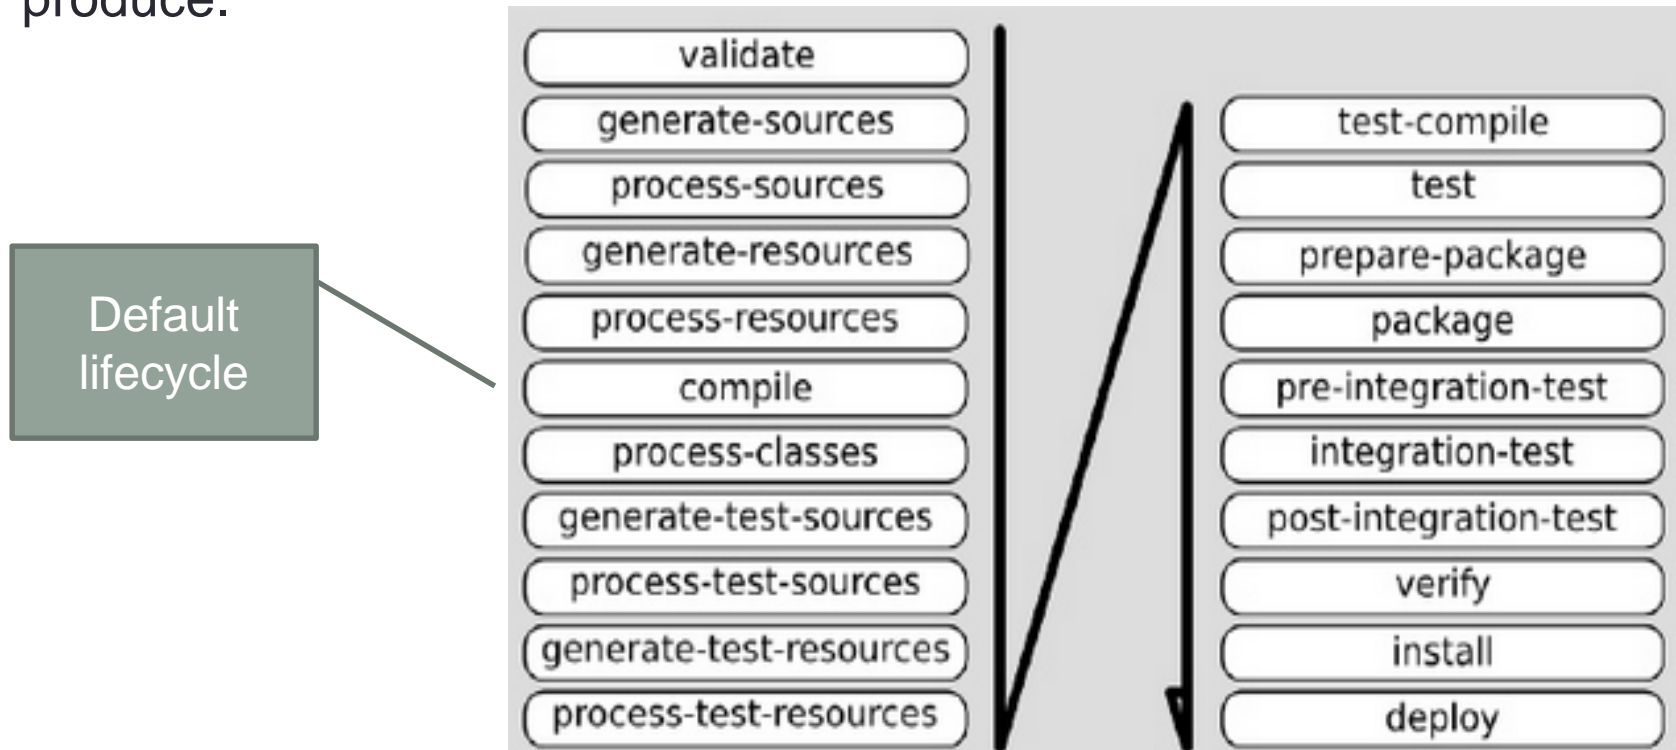 produce.
Default
lifecycle
validate
generate-sources
process-sources
generate-resources
process-resources
compile
process-classes
generate-test-sources
process-test-sources
generate-test-resources
process-test-resources
test-compile
test
prepare-package
package
pre-integration-test
integration-test
post-integration-test
verify
install
deploy